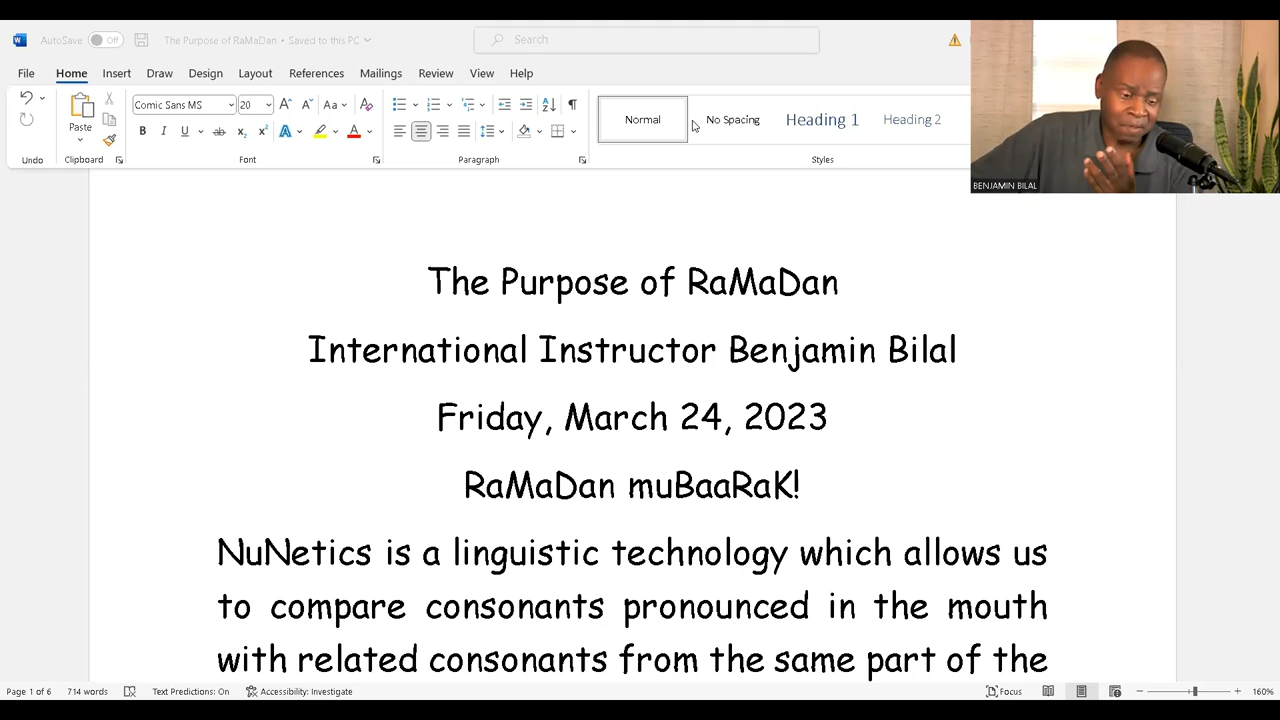 AutoSave Off The Purpose of RaMaDan • Saved to this PC Search
File Home Insert Draw Design Layout References Mailings Review View Help
Comic Sans MS 20 Aa
Paste
B I U ab x2 x2 A A
Normal No Spacing Heading 1 Heading 2
Undo Clipboard Font Paragraph Styles
BENJAMIN BILAL
The Purpose of RaMaDan
International Instructor Benjamin Bilal
Friday, March 24, 2023
RaMaDan muBaaRaK!
NuNetics is a linguistic technology which allows us
to compare consonants pronounced in the mouth
with related consonants from the same part of the
Page 1 of 6 714 words Text Predictions: On Accessibility: Investigate Focus 160%